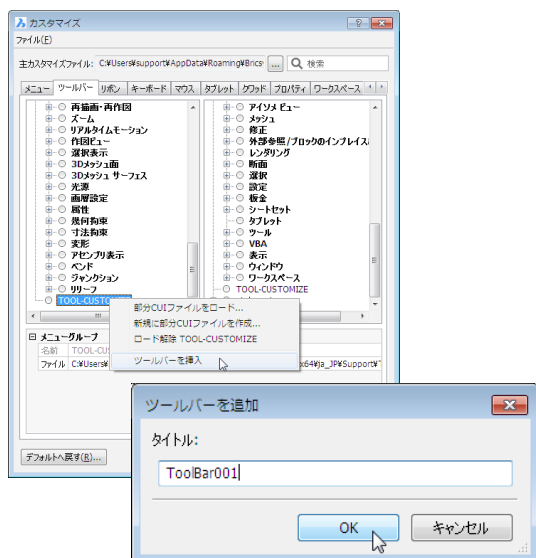 カスタマイズ
ファイル(F)
主カスタマイズファイル: C:¥Users¥support¥AppData¥Roaming¥Brics¥ ... 検索
メニュー ツールバー リボン キーボード マウス タブレット クワッド プロパティ ワークスペース
再描画・再作図
ズーム
リアルタイムモーション
作図ビュー
選択表示
3Dメッシュ面
3Dメッシュ サーフェス
光源
画層設定
属性
幾何拘束
寸法拘束
変形
アセンブリ表示
ベンド
ジャンクション
リリーフ
TOOL-CUSTOMIZE
アイソメ ビュー
メッシュ
修正
外部参照/ブロックのインプレイス
レンダリング
断面
選択
設定
板金
シートセット
タブレット
ツール
VBA
表示
ウィンドウ
ワークスペース
TOOL-CUSTOMIZE
部分CUIファイルをロード...
新規に部分CUIファイルを作成...
ロード解除 TOOL-CUSTOMIZE
ツールバーを挿入
メニューグループ
名前 TOOL-CUS
ファイル C:¥Users¥ x64¥ja_JP¥Support¥
デフォルトへ戻す(R)...
ツールバーを追加
タイトル:
ToolBar001
OK キャンセル